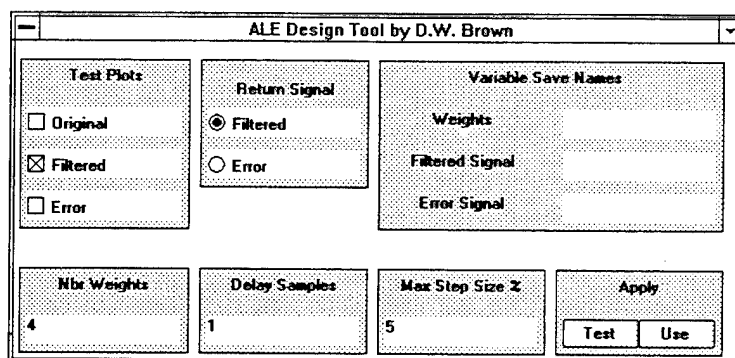 ALE Design Tool by D.W. Brown
Test Plots
Original
Filtered
Error
Return Signal
Filtered
Error
Variable Save Names
Weights
Filtered Signal
Error Signal
Nbr Weights
4
Delay Samples
1
Max Step Size %
5
Apply
Test Use